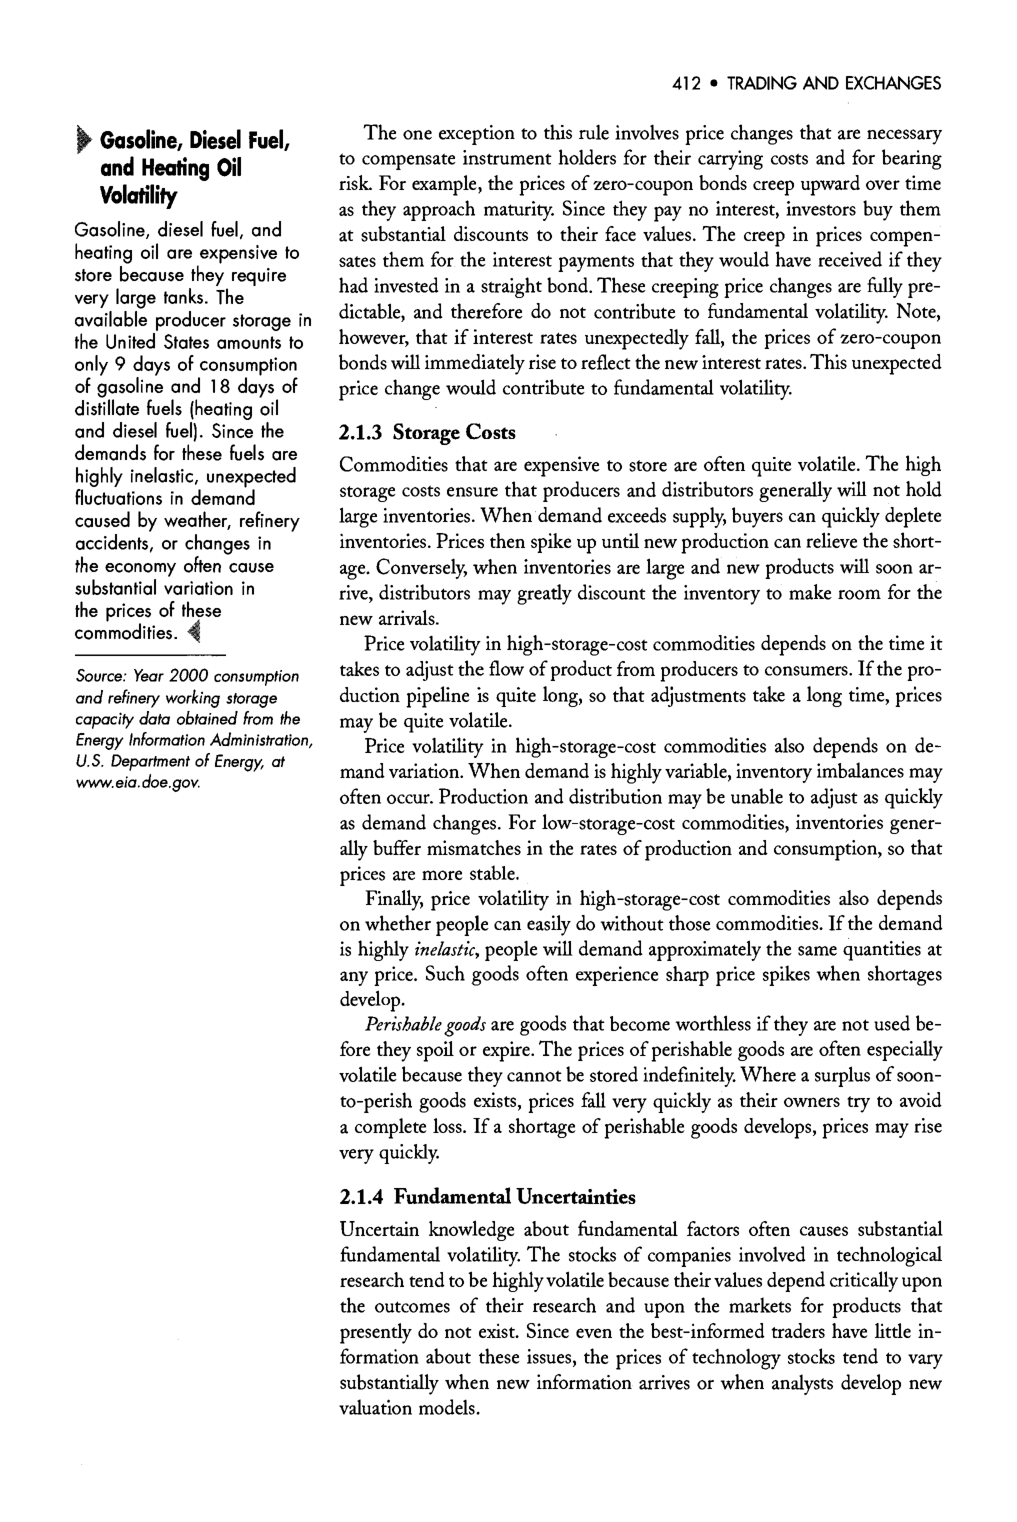 412 • TRADING AND EXCHANGES
Gasoline, Diesel Fuel,
and Heating Oil
Volatility
Gasoline, diesel fuel, and
heating oil are expensive to
store because they require
very large tanks. The
available producer storage in
the United States amounts to
only 9 days of consumption
of gasoline and 18 days of
distillate fuels (heating oil
and diesel fuel). Since the
demands for these fuels are
highly inelastic, unexpected
fluctuations in demand
caused by weather, refinery
accidents, or changes in
the economy often cause
substantial variation in
the prices of these
commodities.
Source: Year 2000 consumption
and refinery working storage
capacity data obtained from the
Energy Information Administration,
U.S. Department of Energy, at
www.eia.doe.gov.
The one exception to this rule involves price changes that are necessary
to compensate instrument holders for their carrying costs and for bearing
risk. For example, the prices of zero-coupon bonds creep upward over time
as they approach maturity. Since they pay no interest, investors buy them
at substantial discounts to their face values. The creep in prices compen-
sates them for the interest payments that they would have received if they
had invested in a straight bond. These creeping price changes are fully pre-
dictable, and therefore do not contribute to fundamental volatility. Note,
however, that if interest rates unexpectedly fall, the prices of zero-coupon
bonds will immediately rise to reflect the new interest rates. This unexpected
price change would contribute to fundamental volatility.
2.1.3 Storage Costs
Commodities that are expensive to store are often quite volatile. The high
storage costs ensure that producers and distributors generally will not hold
large inventories. When demand exceeds supply, buyers can quickly deplete
inventories. Prices then spike up until new production can relieve the short-
age. Conversely, when inventories are large and new products will soon ar-
rive, distributors may greatly discount the inventory to make room for the
new arrivals.
Price volatility in high-storage-cost commodities depends on the time it
takes to adjust the flow of product from producers to consumers. If the pro-
duction pipeline is quite long, so that adjustments take a long time, prices
may be quite volatile.
Price volatility in high-storage-cost commodities also depends on de-
mand variation. When demand is highly variable, inventory imbalances may
often occur. Production and distribution may be unable to adjust as quickly
as demand changes. For low-storage-cost commodities, inventories gener-
ally buffer mismatches in the rates of production and consumption, so that
prices are more stable.
Finally, price volatility in high-storage-cost commodities also depends
on whether people can easily do without those commodities. If the demand
is highly inelastic, people will demand approximately the same quantities at
any price. Such goods often experience sharp price spikes when shortages
develop.
Perishable goods are goods that become worthless if they are not used be-
fore they spoil or expire. The prices of perishable goods are often especially
volatile because they cannot be stored indefinitely. Where a surplus of soon-
to-perish goods exists, prices fall very quickly as their owners try to avoid
a complete loss. If a shortage of perishable goods develops, prices may rise
very quickly.
2.1.4 Fundamental Uncertainties
Uncertain knowledge about fundamental factors often causes substantial
fundamental volatility. The stocks of companies involved in technological
research tend to be highly volatile because their values depend critically upon
the outcomes of their research and upon the markets for products that
presently do not exist. Since even the best-informed traders have little in-
formation about these issues, the prices of technology stocks tend to vary
substantially when new information arrives or when analysts develop new
valuation models.